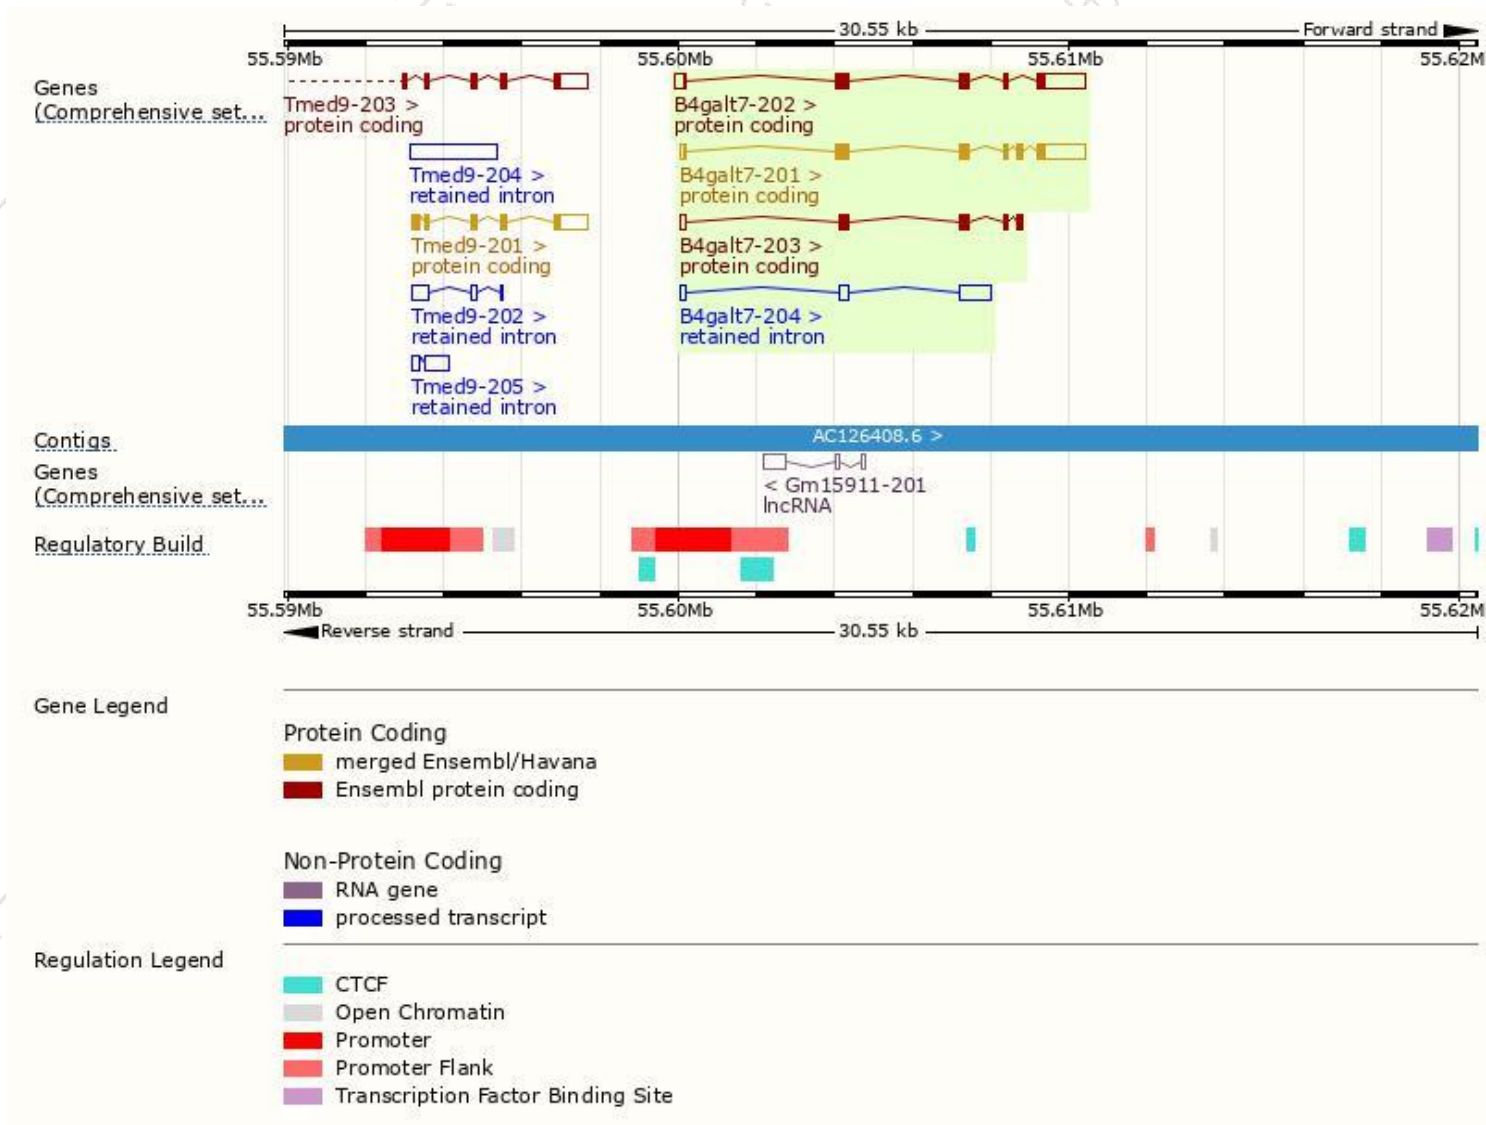 30.55 kb Forward strand
55.59Mb 55.60Mb 55.61Mb 55.62M
Genes
(Comprehensive set...
Tmed9-203 >
protein coding
B4galt7-202 >
protein coding
Tmed9-204 >
retained intron
B4galt7-201 >
protein coding
Tmed9-201 >
protein coding
B4galt7-203 >
protein coding
Tmed9-202 >
retained intron
B4galt7-204 >
retained intron
Tmed9-205 >
retained intron
Contigs
AC126408.6 >
Genes
(Comprehensive set...
< Gm15911-201
lncRNA
Regulatory Build
55.59Mb 55.60Mb 55.61Mb 55.62M
Reverse strand 30.55 kb
Gene Legend
Protein Coding
merged Ensembl/Havana
Ensembl protein coding
Non-Protein Coding
RNA gene
processed transcript
Regulation Legend
CTCF
Open Chromatin
Promoter
Promoter Flank
Transcription Factor Binding Site